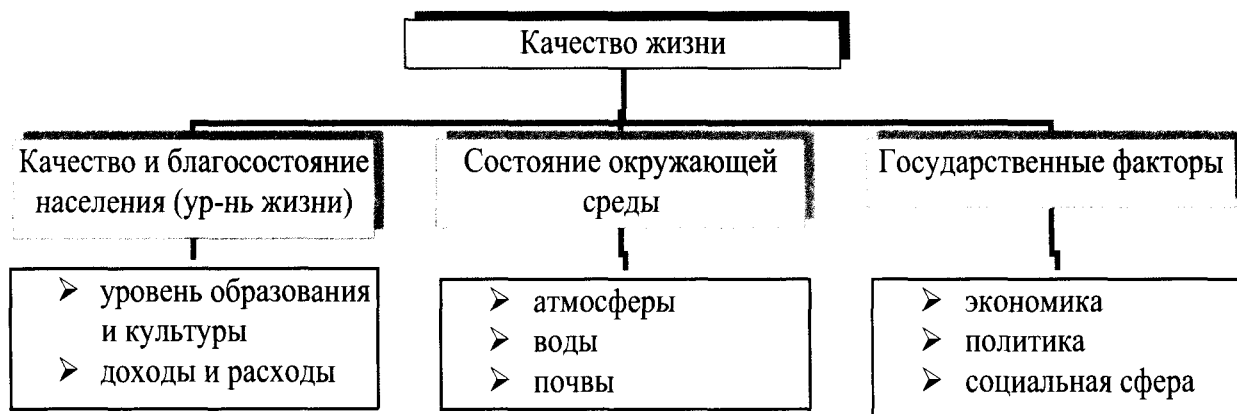 Качество жизни
Качество и благосостояние
населения (ур-нь жизни)
Состояние окружающей
среды
Государственные факторы
➢ уровень образования
и культуры
➢ доходы и расходы
➢ атмосферы
➢ воды
➢ почвы
➢ экономика
➢ политика
➢ социальная сфера